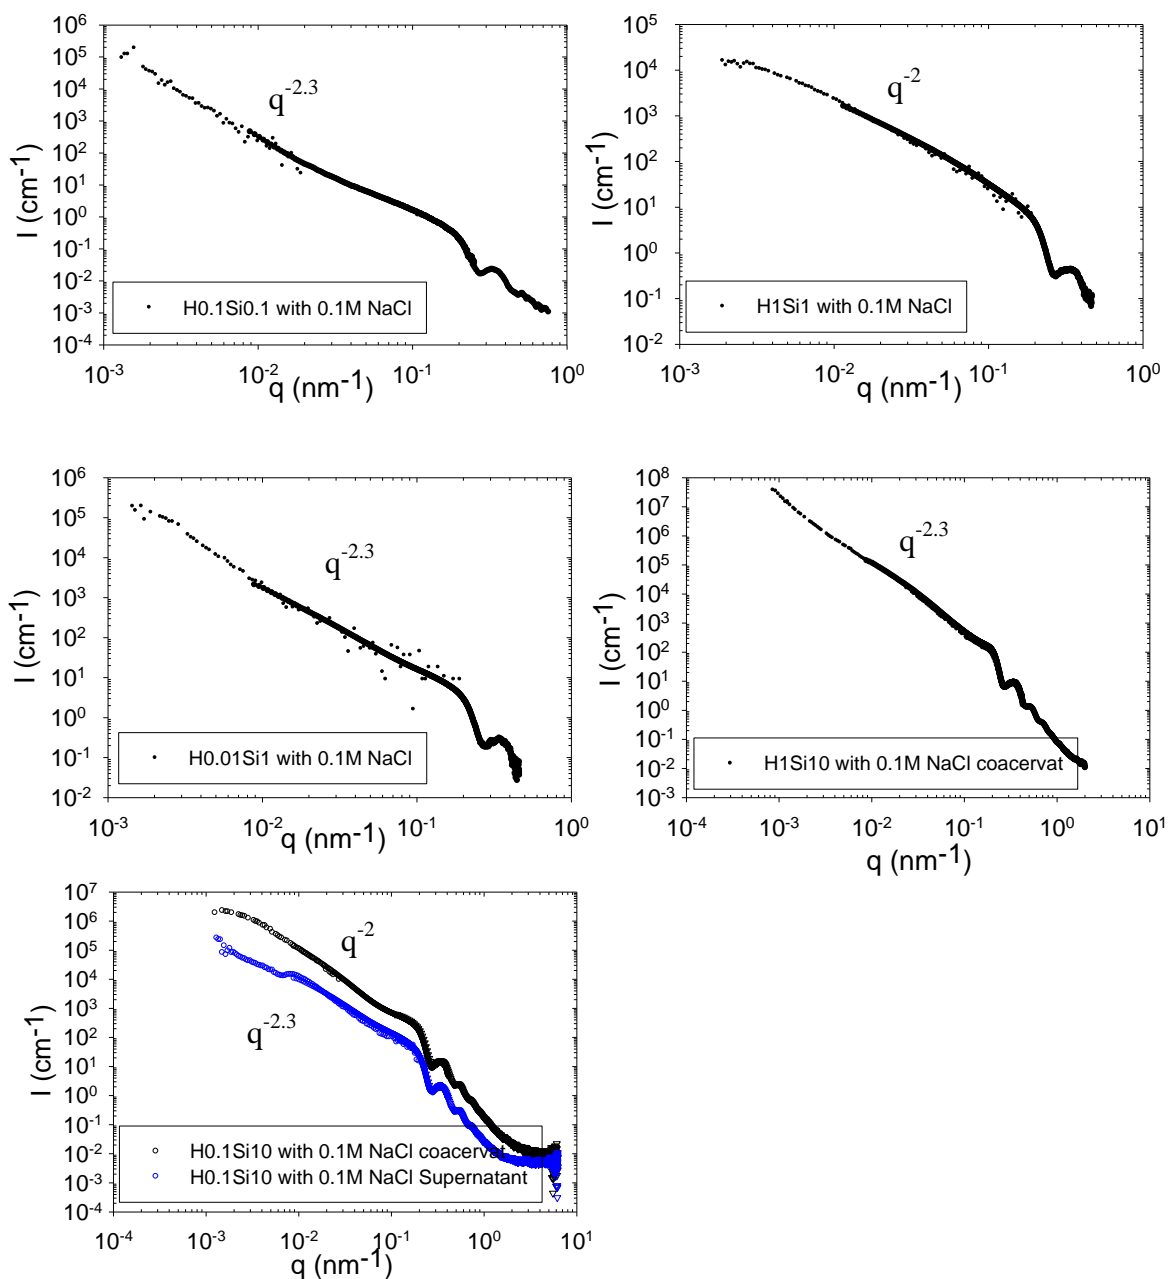 10^6
10^5
10^4
10^3
10^2
10^1
10^0
10^-1
10^-2
10^-3
10^-4
I (cm^-1)
q^-2.3
H0.1Si0.1 with 0.1M NaCl
10^-3 10^-2 10^-1 10^0
q (nm^-1)
10^5
10^4
10^3
10^2
10^1
10^0
10^-1
10^-2
I (cm^-1)
q^-2
H1Si1 with 0.1M NaCl
10^-3 10^-2 10^-1 10^0
q (nm^-1)
10^6
10^5
10^4
10^3
10^2
10^1
10^0
10^-1
10^-2
I (cm^-1)
q^-2.3
H0.01Si1 with 0.1M NaCl
10^-3 10^-2 10^-1 10^0
q (nm^-1)
10^8
10^7
10^6
10^5
10^4
10^3
10^2
10^1
10^0
10^-1
10^-2
10^-3
I (cm^-1)
q^-2.3
H1Si10 with 0.1M NaCl coacervat
10^-4 10^-3 10^-2 10^-1 10^0 10^1
q (nm^-1)
10^7
10^6
10^5
10^4
10^3
10^2
10^1
10^0
10^-1
10^-2
10^-3
10^-4
I (cm^-1)
q^-2
q^-2.3
H0.1Si10 with 0.1M NaCl coacervat
H0.1Si10 with 0.1M NaCl Supernatant
10^-4 10^-3 10^-2 10^-1 10^0 10^1
q (nm^-1)